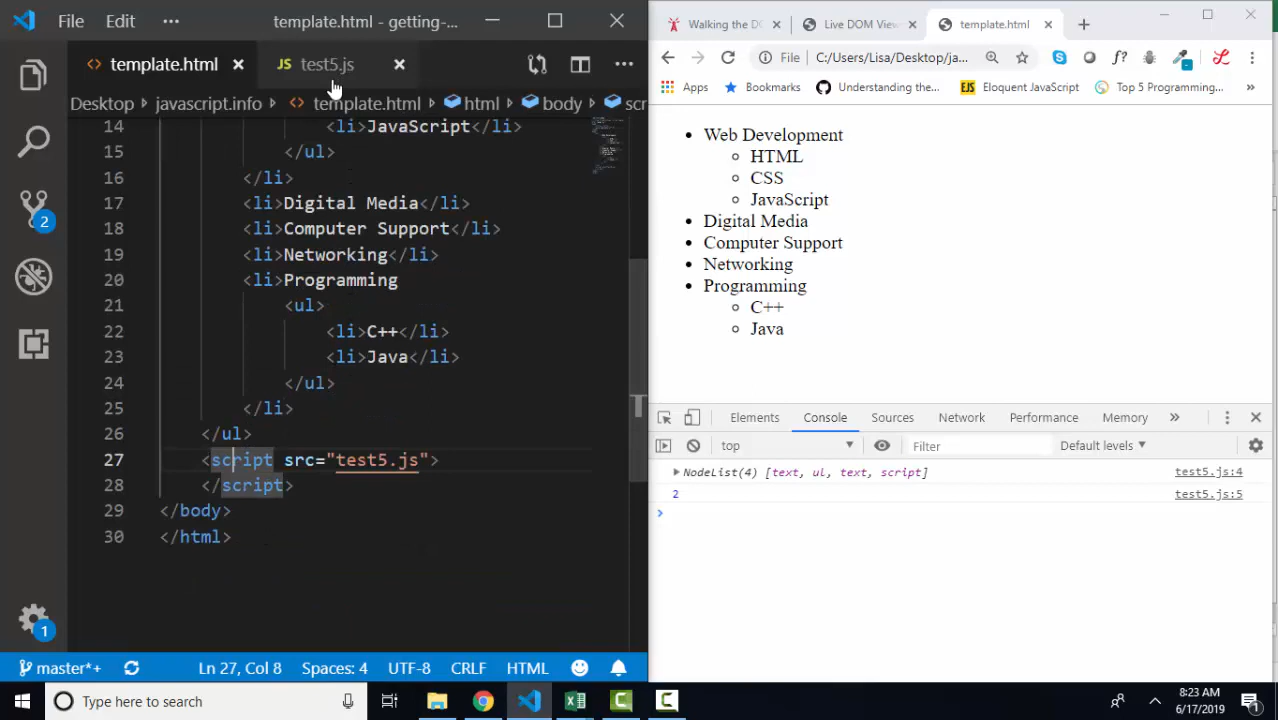 File Edit ··· template.html - getting-...
template.html
JS test5.js
Desktop > javascript.info > template.html > html > body > scr
14 <li>JavaScript</li>
15 </ul>
16 </li>
17 <li>Digital Media</li>
18 <li>Computer Support</li>
19 <li>Networking</li>
20 <li>Programming
21 <ul>
22 <li>C++</li>
23 <li>Java</li>
24 </ul>
25 </li>
26 </ul>
27 <script src="test5.js">
28 </script>
29 </body>
30 </html>
2
1
master*+ Ln 27, Col 8 Spaces: 4 UTF-8 CRLF HTML
Walking the DO
Live DOM View
template.html
File C:/Users/Lisa/Desktop/ja...
Apps Bookmarks Understanding the... EJS Eloquent JavaScript Top 5 Programming... »
• Web Development
HTML
CSS
JavaScript
• Digital Media
• Computer Support
• Networking
• Programming
C++
Java
Elements Console Sources Network Performance Memory »
top Filter Default levels
NodeList(4) [text, ul, text, script] test5.js:4
2 test5.js:5
Type here to search
8:23 AM
6/17/2019
1